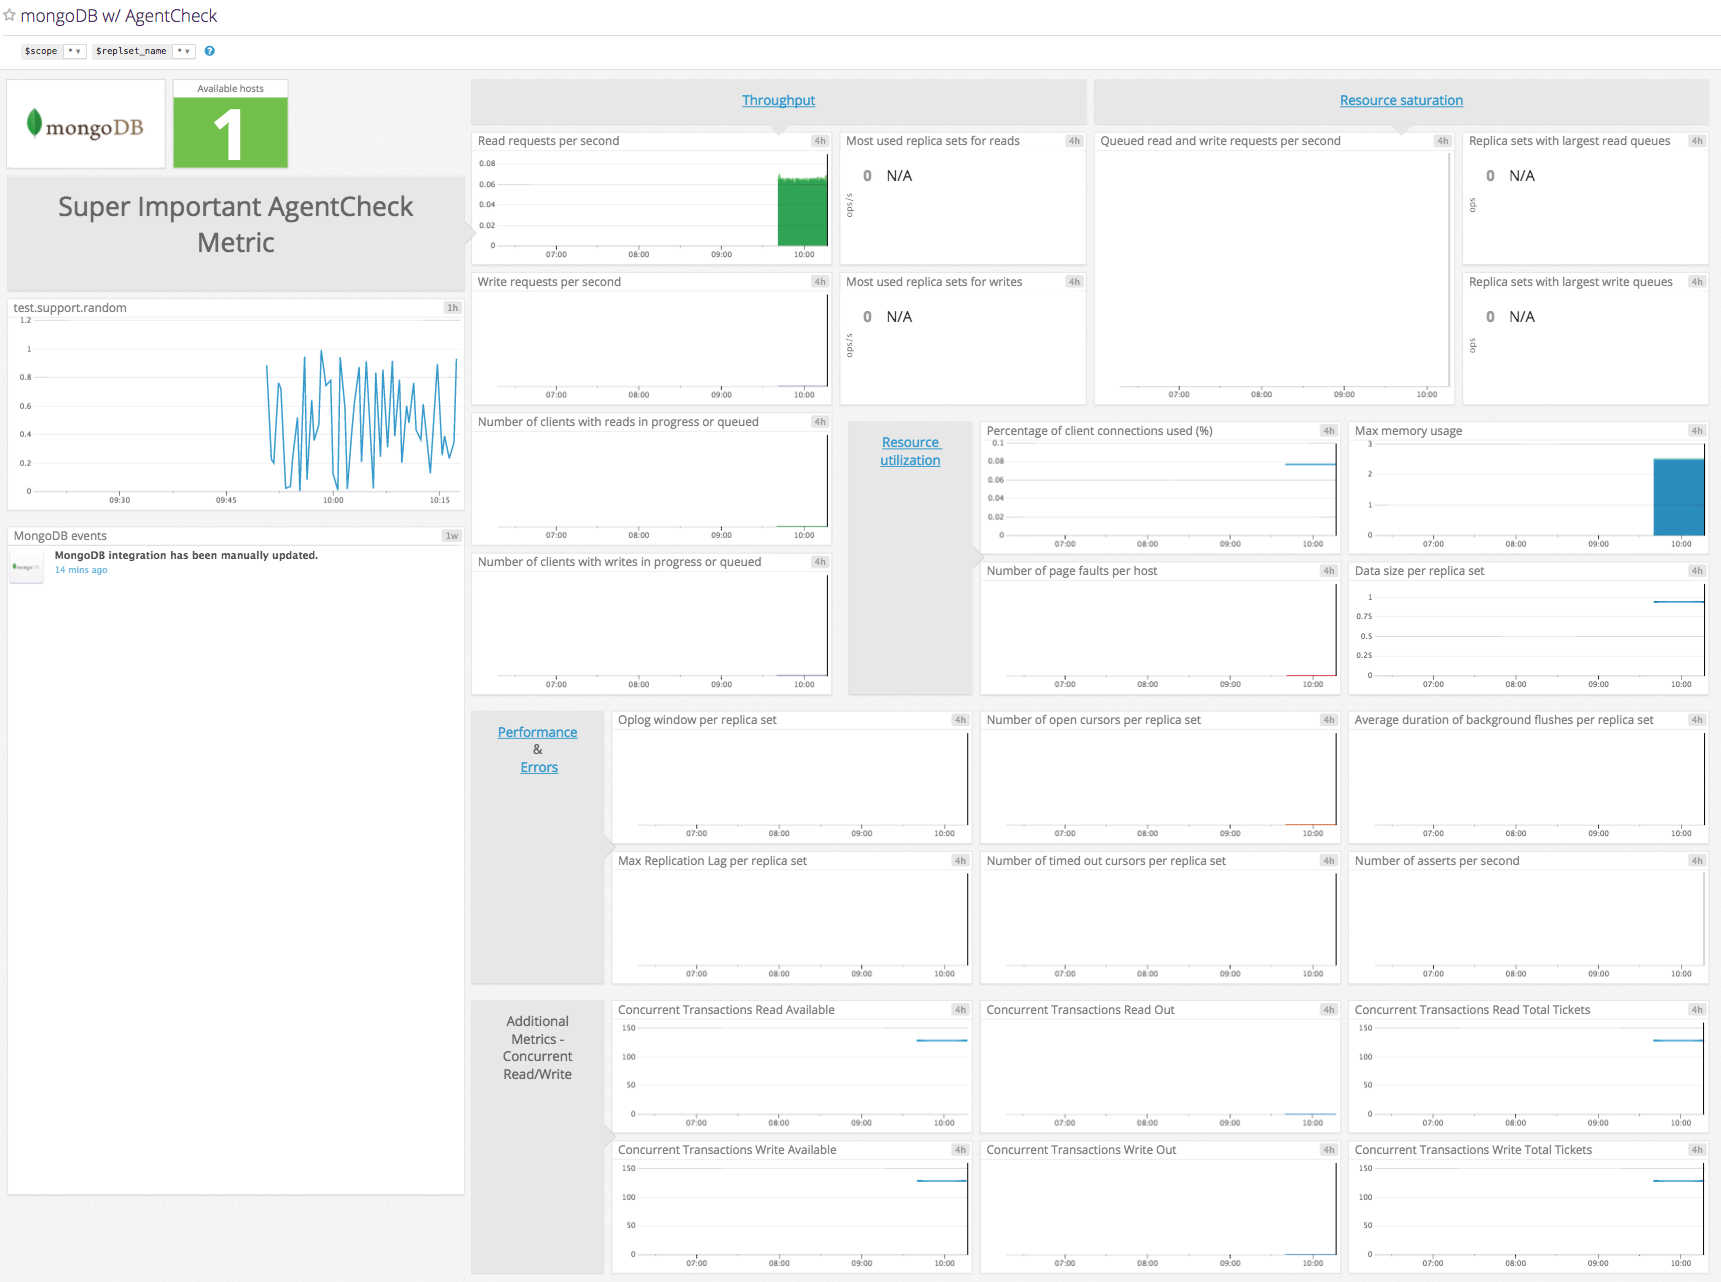 mongoDB w/ AgentCheck
$scope * ▾ $replset_name * ▾ ?
mongoDB
Available hosts
1
Super Important AgentCheck
Metric
test.support.random 1h
1.2
1
0.8
0.6
0.4
0.2
0
09:30 09:45 10:00 10:15
MongoDB events 1w
MongoDB integration has been manually updated.
14 mins ago
Throughput
Read requests per second 4h
0.08
0.06
0.04
0.02
0
07:00 08:00 09:00 10:00
Most used replica sets for reads 4h
0 N/A
ops/s
Write requests per second 4h
07:00 08:00 09:00 10:00
Most used replica sets for writes 4h
0 N/A
ops/s
Number of clients with reads in progress or queued 4h
07:00 08:00 09:00 10:00
Number of clients with writes in progress or queued 4h
07:00 08:00 09:00 10:00
Resource saturation
Queued read and write requests per second 4h
07:00 08:00 09:00 10:00
Replica sets with largest read queues 4h
0 N/A
ops
Replica sets with largest write queues 4h
0 N/A
ops
Resource
utilization
Percentage of client connections used (%) 4h
0.1
0.08
0.06
0.04
0.02
0
07:00 08:00 09:00 10:00
Max memory usage 4h
3
2
1
0
07:00 08:00 09:00 10:00
Number of page faults per host 4h
07:00 08:00 09:00 10:00
Data size per replica set 4h
1
0.75
0.5
0.25
0
07:00 08:00 09:00 10:00
Performance
&
Errors
Oplog window per replica set 4h
07:00 08:00 09:00 10:00
Number of open cursors per replica set 4h
07:00 08:00 09:00 10:00
Average duration of background flushes per replica set 4h
07:00 08:00 09:00 10:00
Max Replication Lag per replica set 4h
07:00 08:00 09:00 10:00
Number of timed out cursors per replica set 4h
07:00 08:00 09:00 10:00
Number of asserts per second 4h
07:00 08:00 09:00 10:00
Additional
Metrics -
Concurrent
Read/Write
Concurrent Transactions Read Available 4h
150
100
50
0
07:00 08:00 09:00 10:00
Concurrent Transactions Read Out 4h
07:00 08:00 09:00 10:00
Concurrent Transactions Read Total Tickets 4h
150
100
50
0
07:00 08:00 09:00 10:00
Concurrent Transactions Write Available 4h
150
100
50
0
07:00 08:00 09:00 10:00
Concurrent Transactions Write Out 4h
07:00 08:00 09:00 10:00
Concurrent Transactions Write Total Tickets 4h
150
100
50
0
07:00 08:00 09:00 10:00